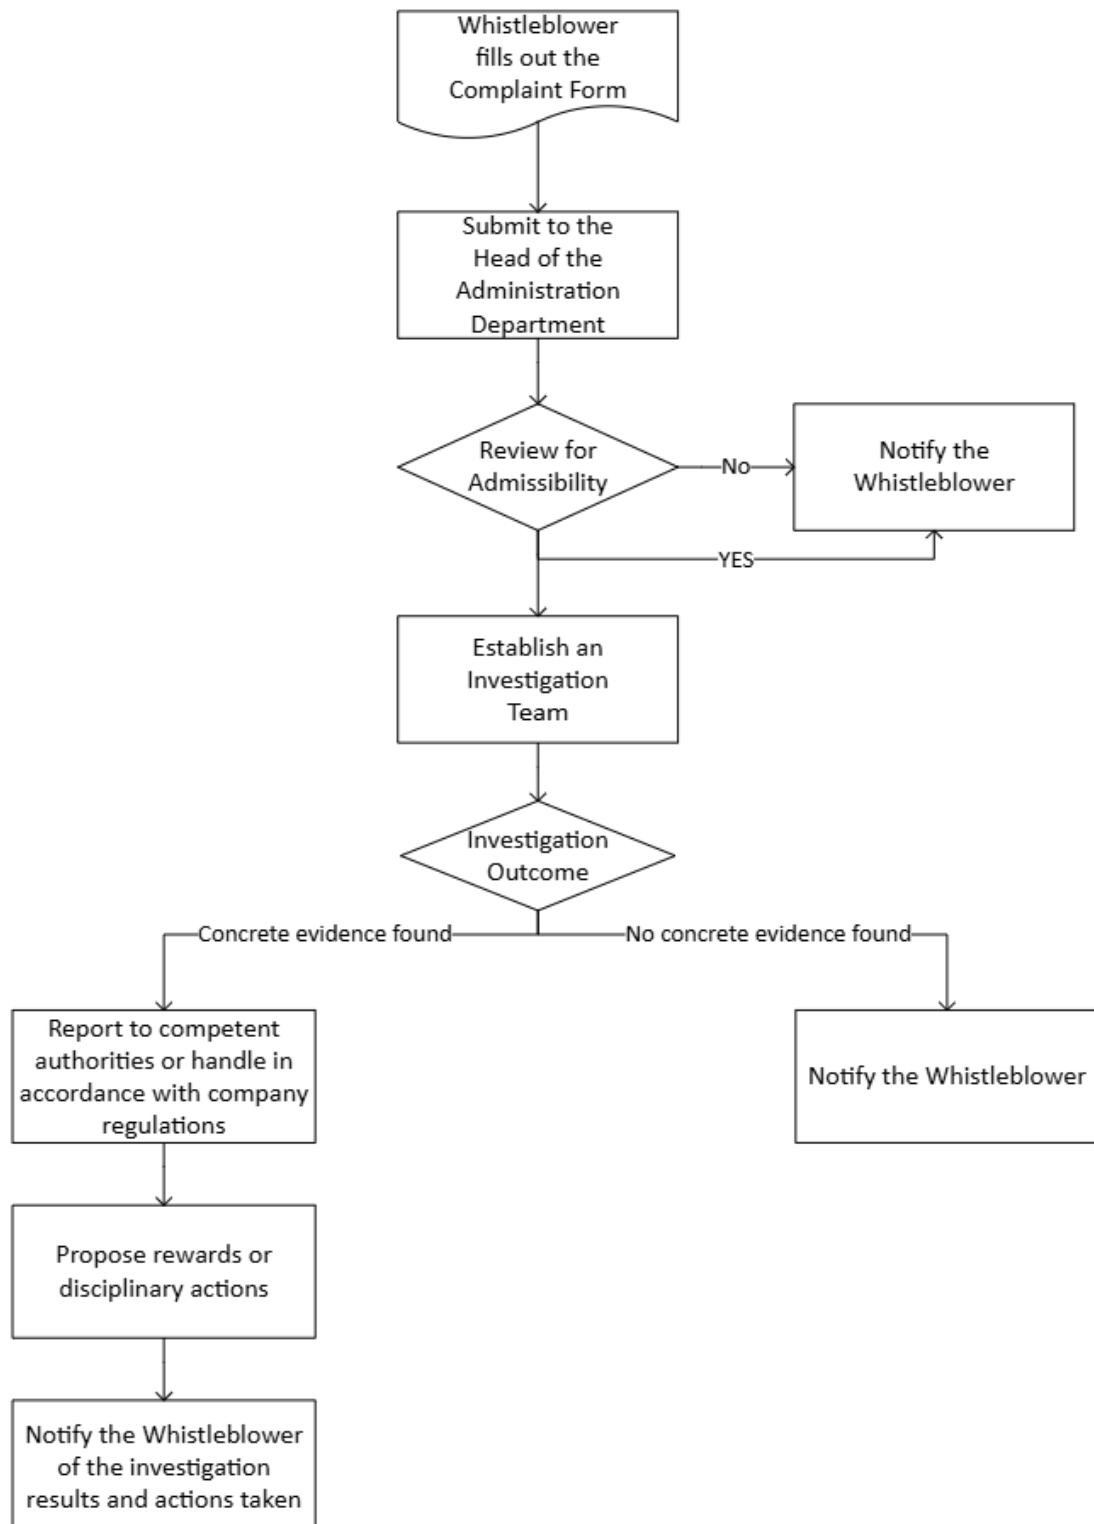 Whistleblower
fills out the
Complaint Form
Submit to the
Head of the
Administration
Department
Review for
Admissibility
No
Notify the
Whistleblower
YES
Establish an
Investigation
Team
Investigation
Outcome
Concrete evidence found
No concrete evidence found
Report to competent
authorities or handle in
accordance with company
regulations
Notify the Whistleblower
Propose rewards or
disciplinary actions
Notify the Whistleblower
of the investigation
results and actions taken